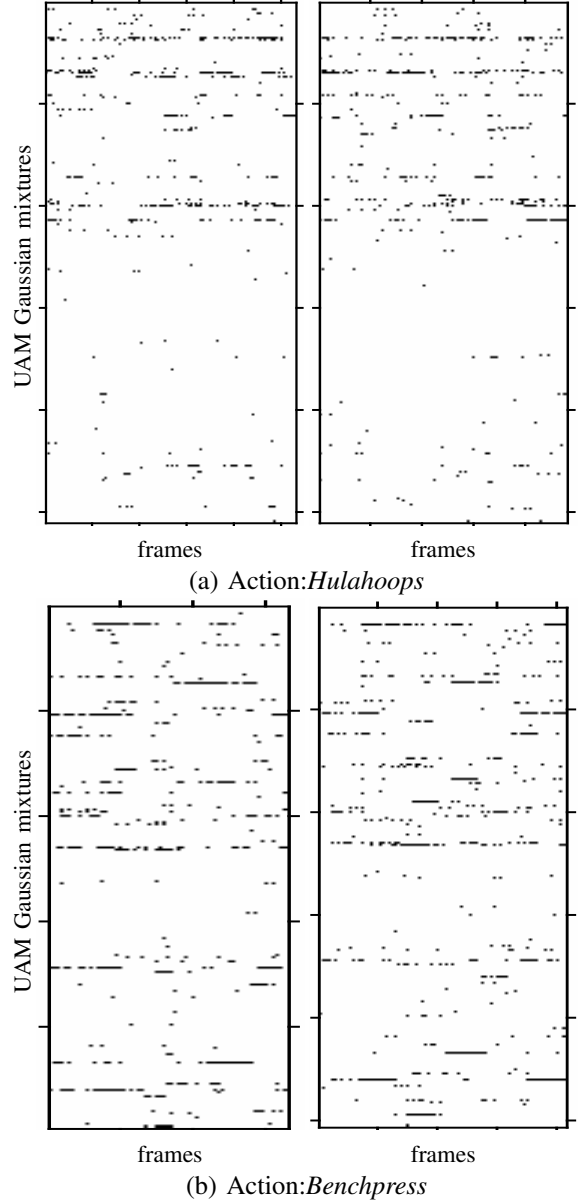 UAM Gaussian mixtures
frames
frames
(a) Action:Hulahoops
UAM Gaussian mixtures
frames
frames
(b) Action:Benchpress